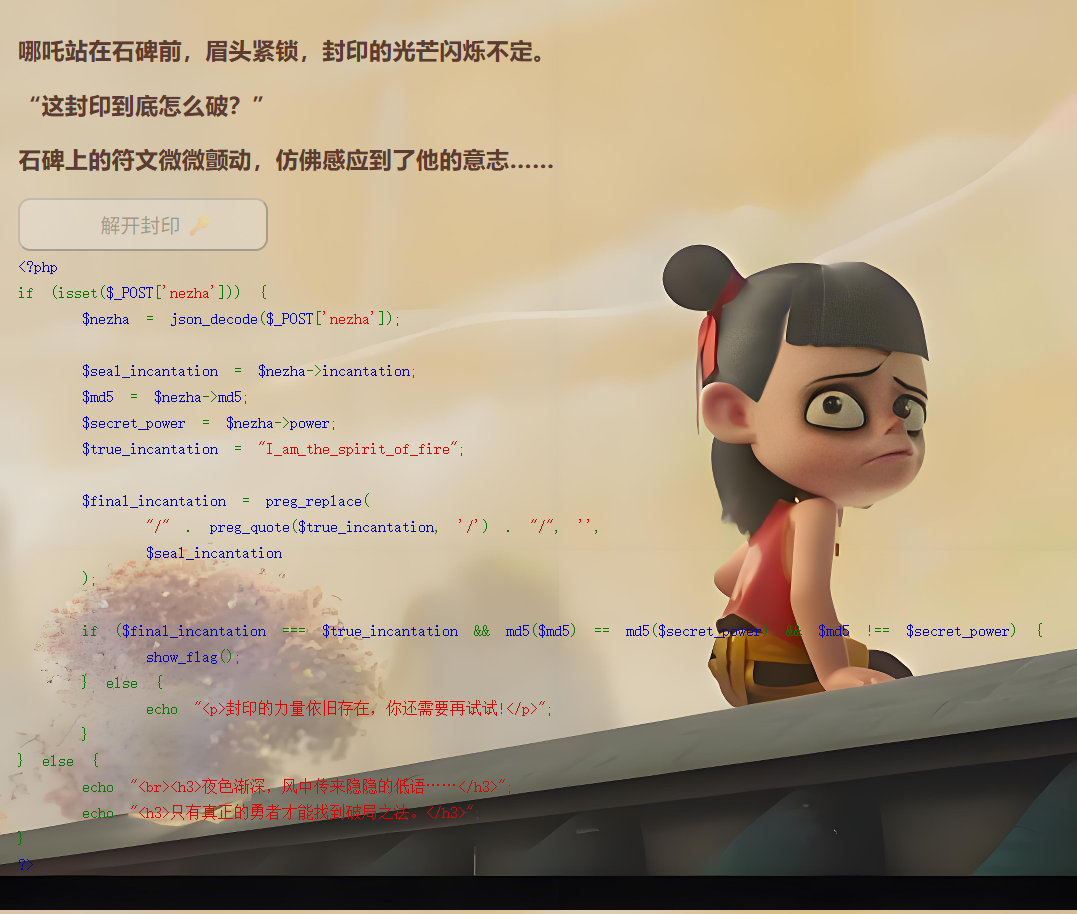 哪吒站在石碑前，眉头紧锁，封印的光芒闪烁不定。
“这封印到底怎么破？”
石碑上的符文微微颤动，仿佛感应到了他的意志……
解开封印 🔑
<?php
if (isset($_POST['nezha'])) {
$nezha = json_decode($_POST['nezha']);
$seal_incantation = $nezha->incantation;
$md5 = $nezha->md5;
$secret_power = $nezha->power;
$true_incantation = "I_am_the_spirit_of_fire";
$final_incantation = preg_replace(
"/" . preg_quote($true_incantation, '/') . "/", '',
$seal_incantation
);
if ($final_incantation === $true_incantation && md5($md5) == md5($secret_power) && $md5 !== $secret_power) {
show_flag();
} else {
echo "<p>封印的力量依旧存在，你还需要再试试!</p>";
}
} else {
echo "<br><h3>夜色渐深，风中传来隐隐的低语……</h3>";
echo "<h3>只有真正的勇者才能找到破局之法。</h3>"
}
?>